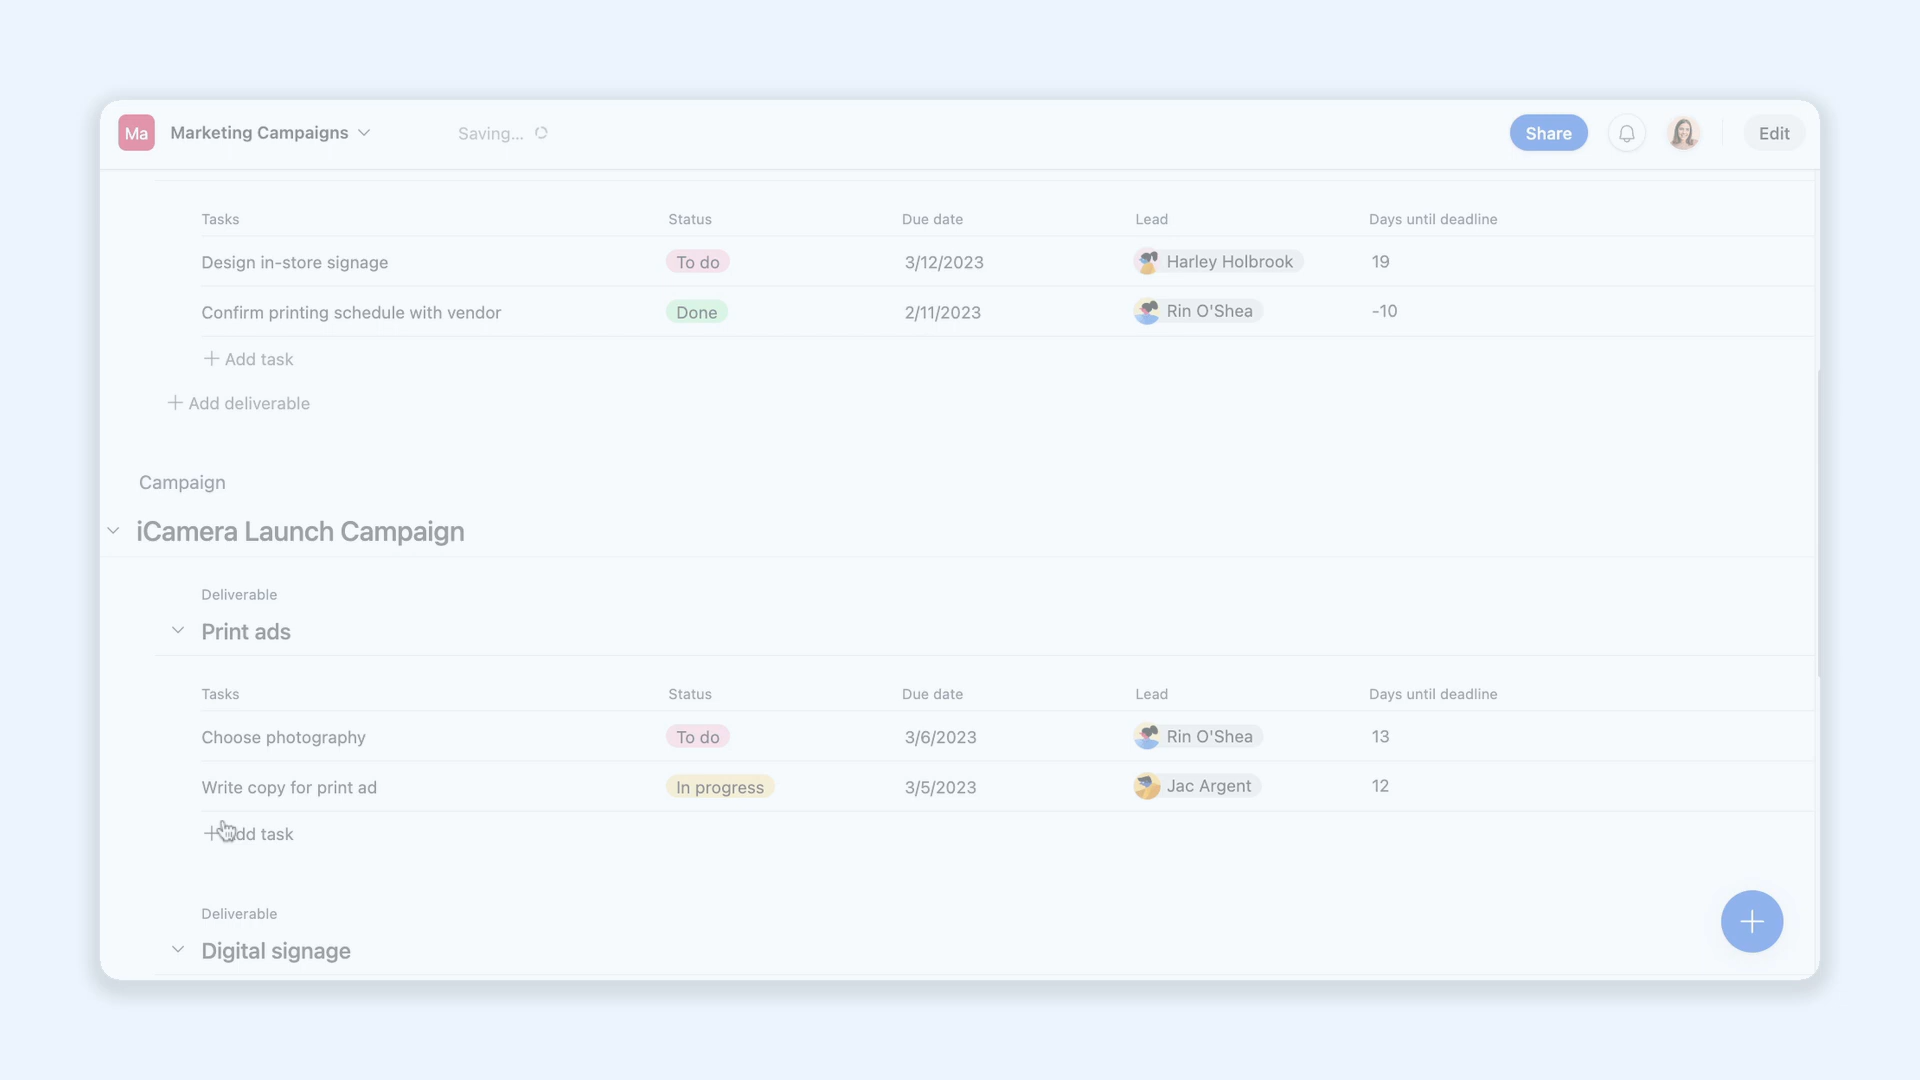 Ma Marketing Campaigns Saving... Share Edit
Tasks Status Due date Lead Days until deadline
Design in-store signage To do 3/12/2023 Harley Holbrook 19
Confirm printing schedule with vendor Done 2/11/2023 Rin O'Shea -10
+ Add task
+ Add deliverable
Campaign
iCamera Launch Campaign
Deliverable
Print ads
Tasks Status Due date Lead Days until deadline
Choose photography To do 3/6/2023 Rin O'Shea 13
Write copy for print ad In progress 3/5/2023 Jac Argent 12
+ Add task
Deliverable
Digital signage